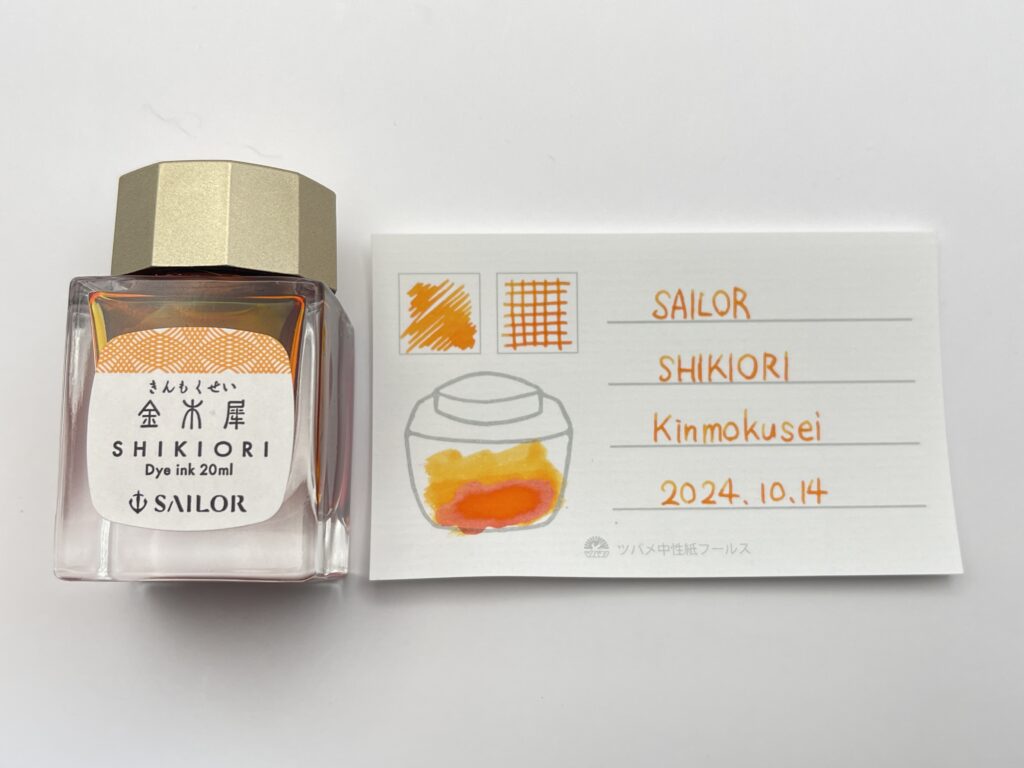 きんもくせい
金木犀
SHIKIORI
Dye ink 20ml
SAILOR
SAILOR
SHIKIORI
Kinmokusei
2024.10.14
ツバメ中性紙フールス